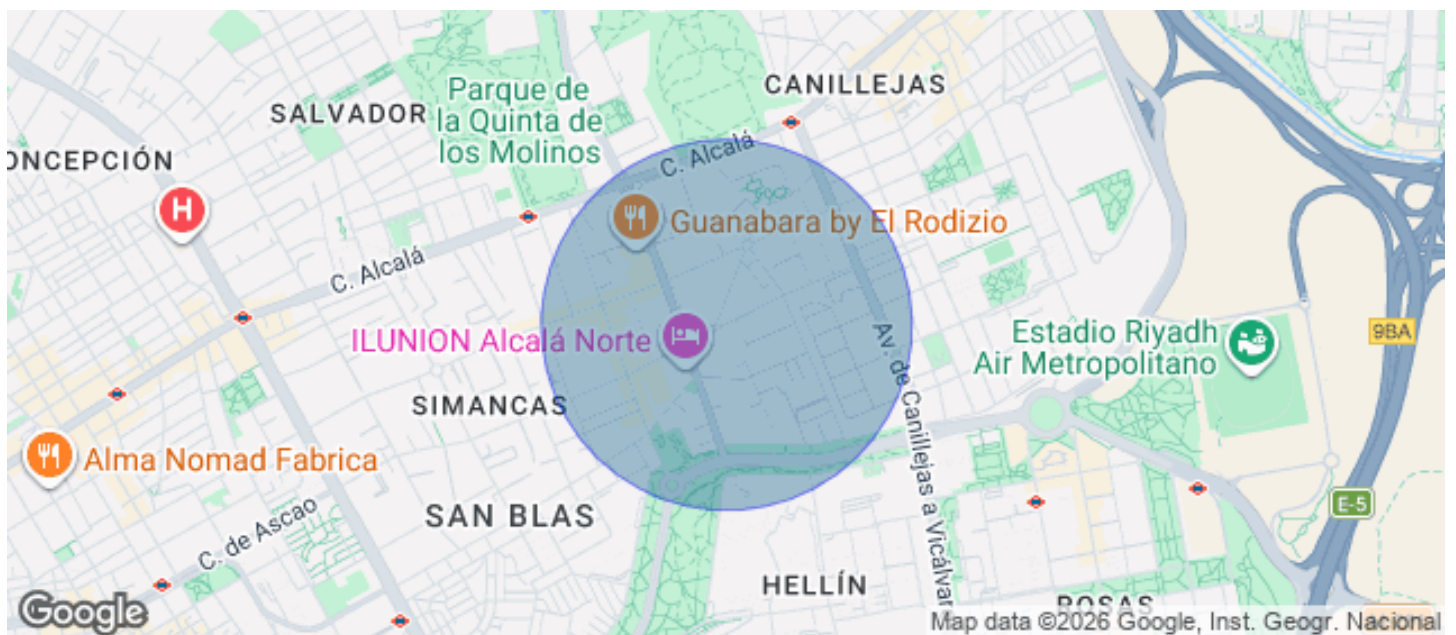 CANILLEJAS
SALVADOR
Parque de
la Quinta de
los Molinos
C. Alcalá
ONCEPCIÓN
H
Guanabara by El Rodizio
C. Alcalá
ILUNION Alcalá Norte
Estadio Riyadh
Air Metropolitano
9BA
SIMANCAS
Av. de Canillejas a Vicálvar
Alma Nomad Fabrica
SAN BLAS
E-5
C. de Ascao
HELLÍN
ROSAS
Google
Map data ©2026 Google, Inst. Geogr. Nacional